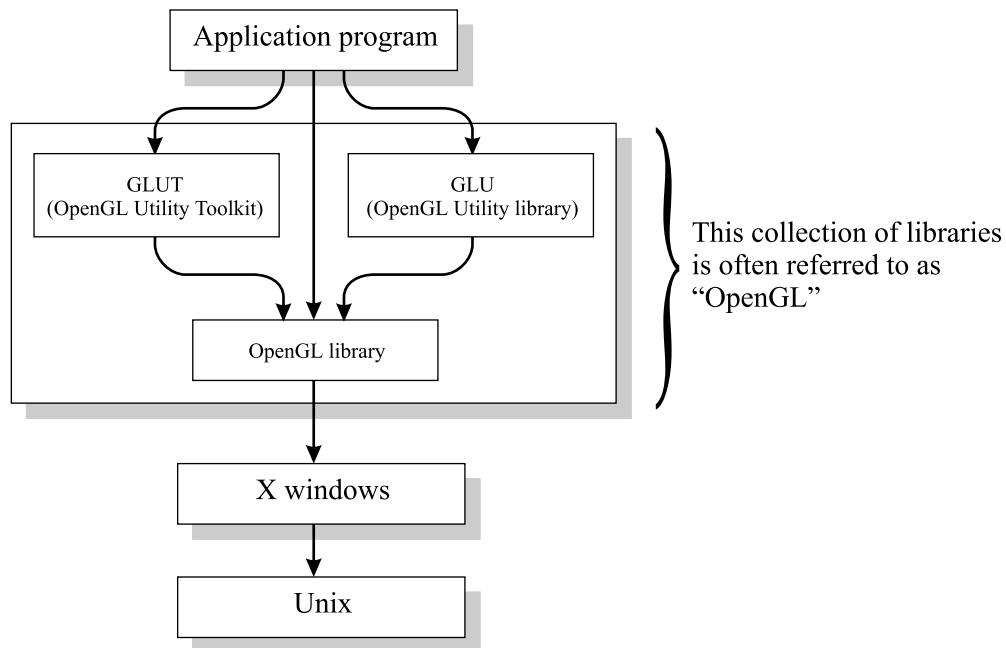 Application program
GLUT
(OpenGL Utility Toolkit)
GLU
(OpenGL Utility library)
This collection of libraries
is often referred to as
“OpenGL”
OpenGL library
X windows
Unix